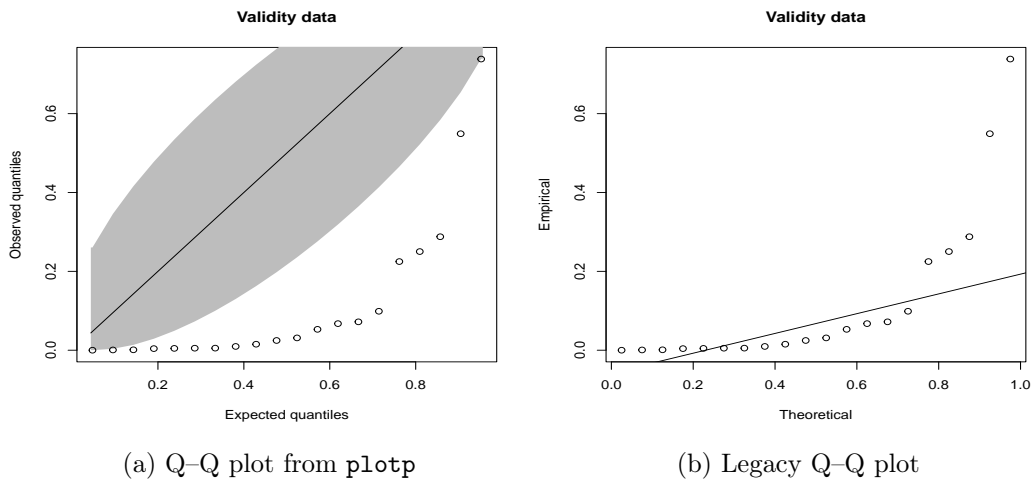 Validity data
Observed quantiles
0.0
0.2
0.4
0.6
0.2
0.4
0.6
0.8
Expected quantiles
(a) Q–Q plot from plotp
Validity data
Empirical
0.0
0.2
0.4
0.6
0.0
0.2
0.4
0.6
0.8
1.0
Theoretical
(b) Legacy Q–Q plot